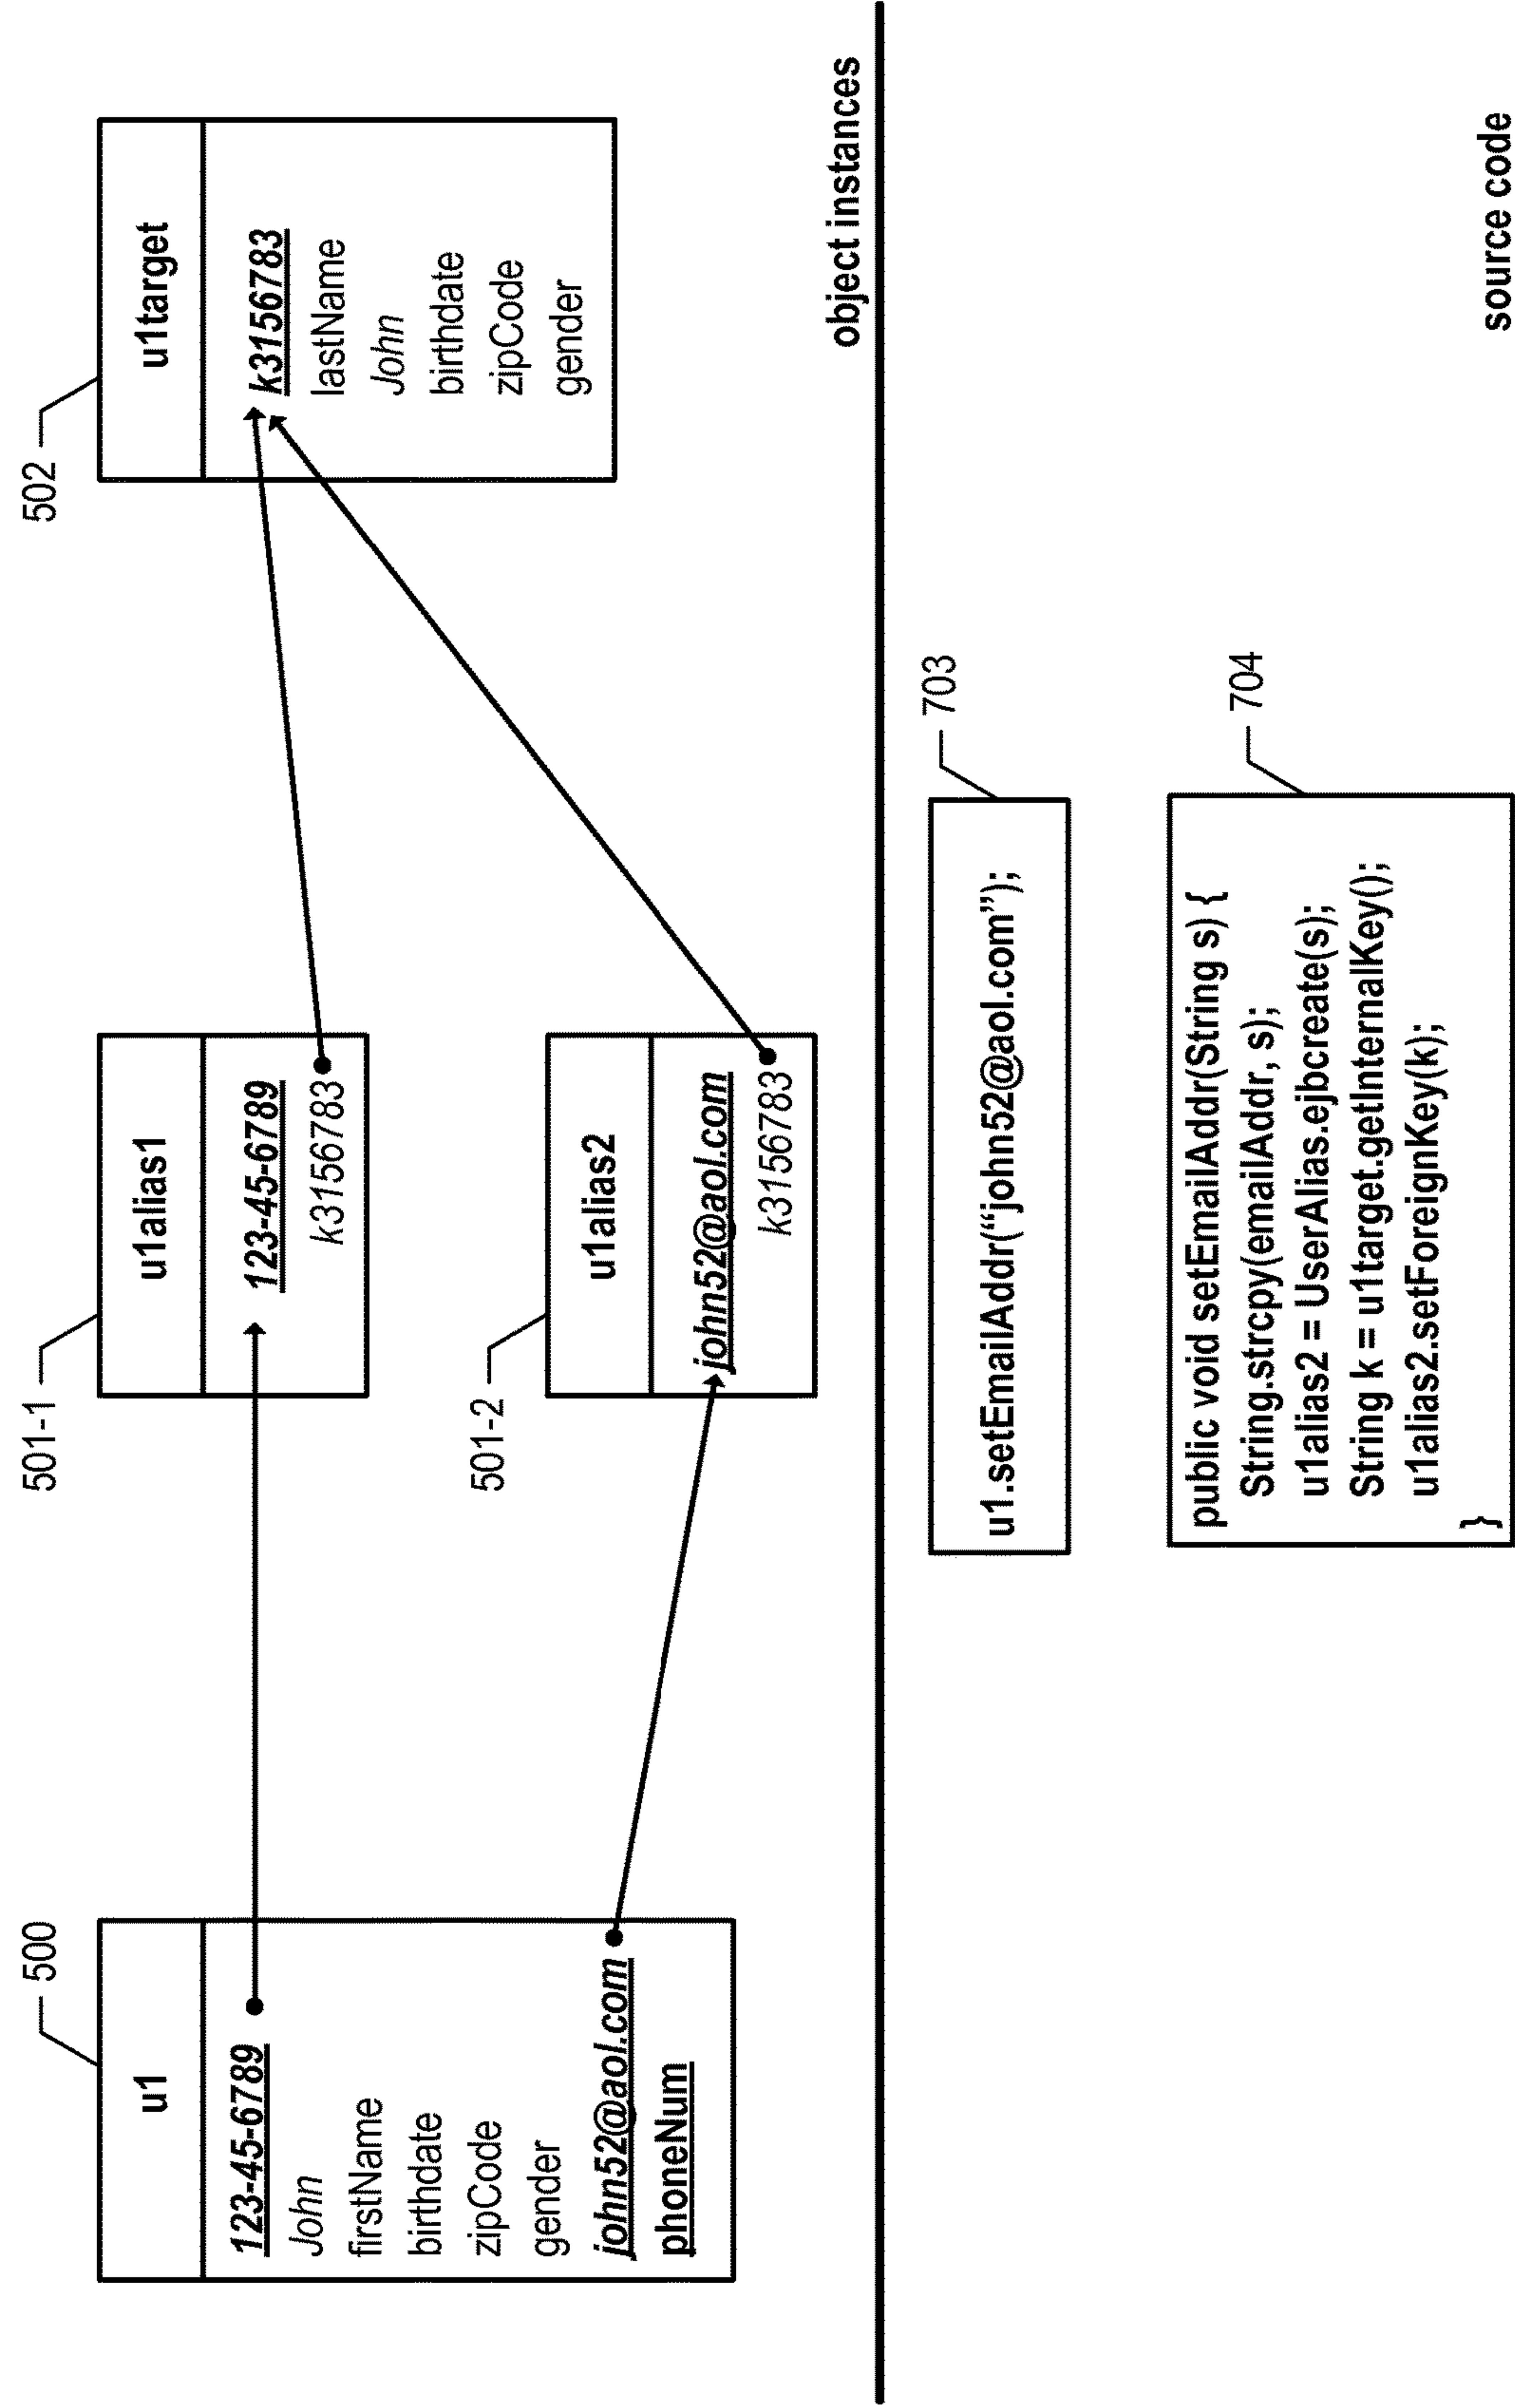 500
u1
123-45-6789
John
firstName
birthdate
zipCode
gender
john52@aol.com
phoneNum
501-1
u1alias1
123-45-6789
k3156783
501-2
u1alias2
john52@aol.com
k3156783
502
u1target
k3156783
lastName
John
birthdate
zipCode
gender
object instances
703
u1.setEmailAddr(“john52@aol.com”);
704
public void setEmailAddr(String s) {
String.strcpy(emailAddr, s);
u1alias2 = UserAlias.ejbcreate(s);
String k = u1target.getInternalKey();
u1alias2.setForeignKey(k);
}
source code